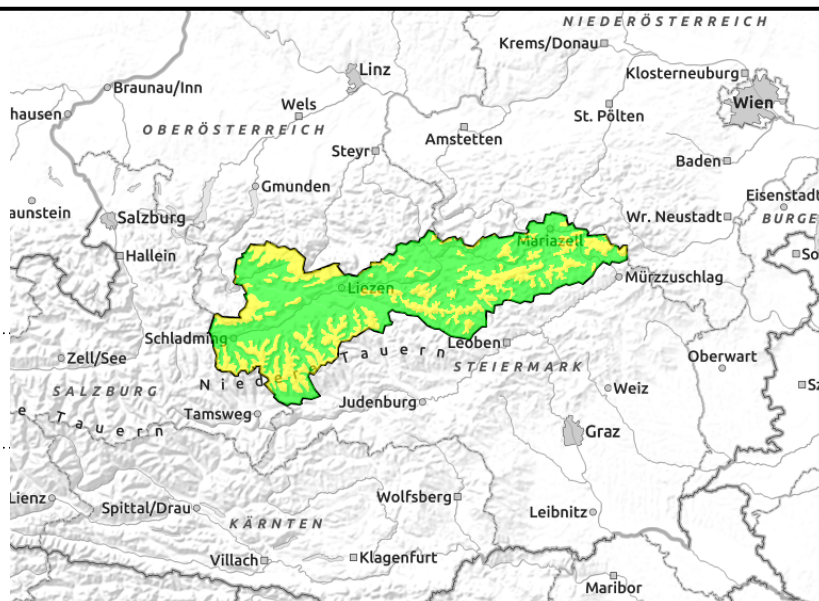 NIEDERÖSTERREICH
Krems/Donau
Linz
Klosterneuburg
Braunau/Inn
Wels
Wien
hausen
St. Pölten
OBERÖSTERREICH
Amstetten
Steyr
Baden
Gmunden
Eisenstadt
aunstein
Salzburg
Wr. Neustadt
BURGE
Mariazell
Hallein
So
Mürzzuschlag
Liezen
Schladming
Leoben
Zell/See
Niedere Tauern
STEIERMARK
Oberwart
SALZBURG
Weiz
Sz
Judenburg
Tamsweg
e Tauern
Graz
Lienz
Wolfsberg
Spittal/Drau
Leibnitz
KÄRNTEN
Villach
Klagenfurt
Maribor